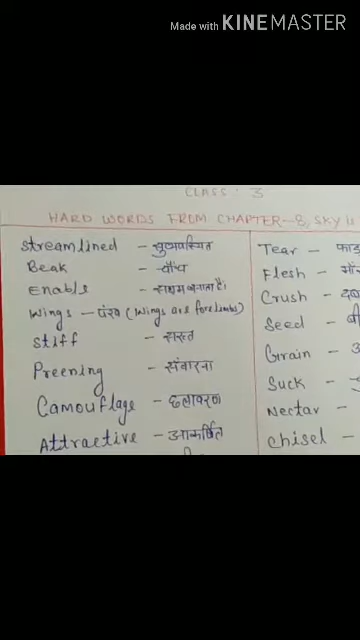 Made with KINEMASTER
CLASS : 3
HARD WORDS FROM CHAPTER-8, SKY
Streamlined - सुव्यवस्थित
Beak - चोंच
Enable - सक्षम बनाता है।
Wings - पंख (Wings are forelimbs)
Stiff - सख्त
Preening - संवारना
Camouflage - छलावरण
Attractive - आकर्षित
Tear - फाड़
Flesh -
Crush -
Seed -
Grain -
Suck -
Nectar -
Chisel -